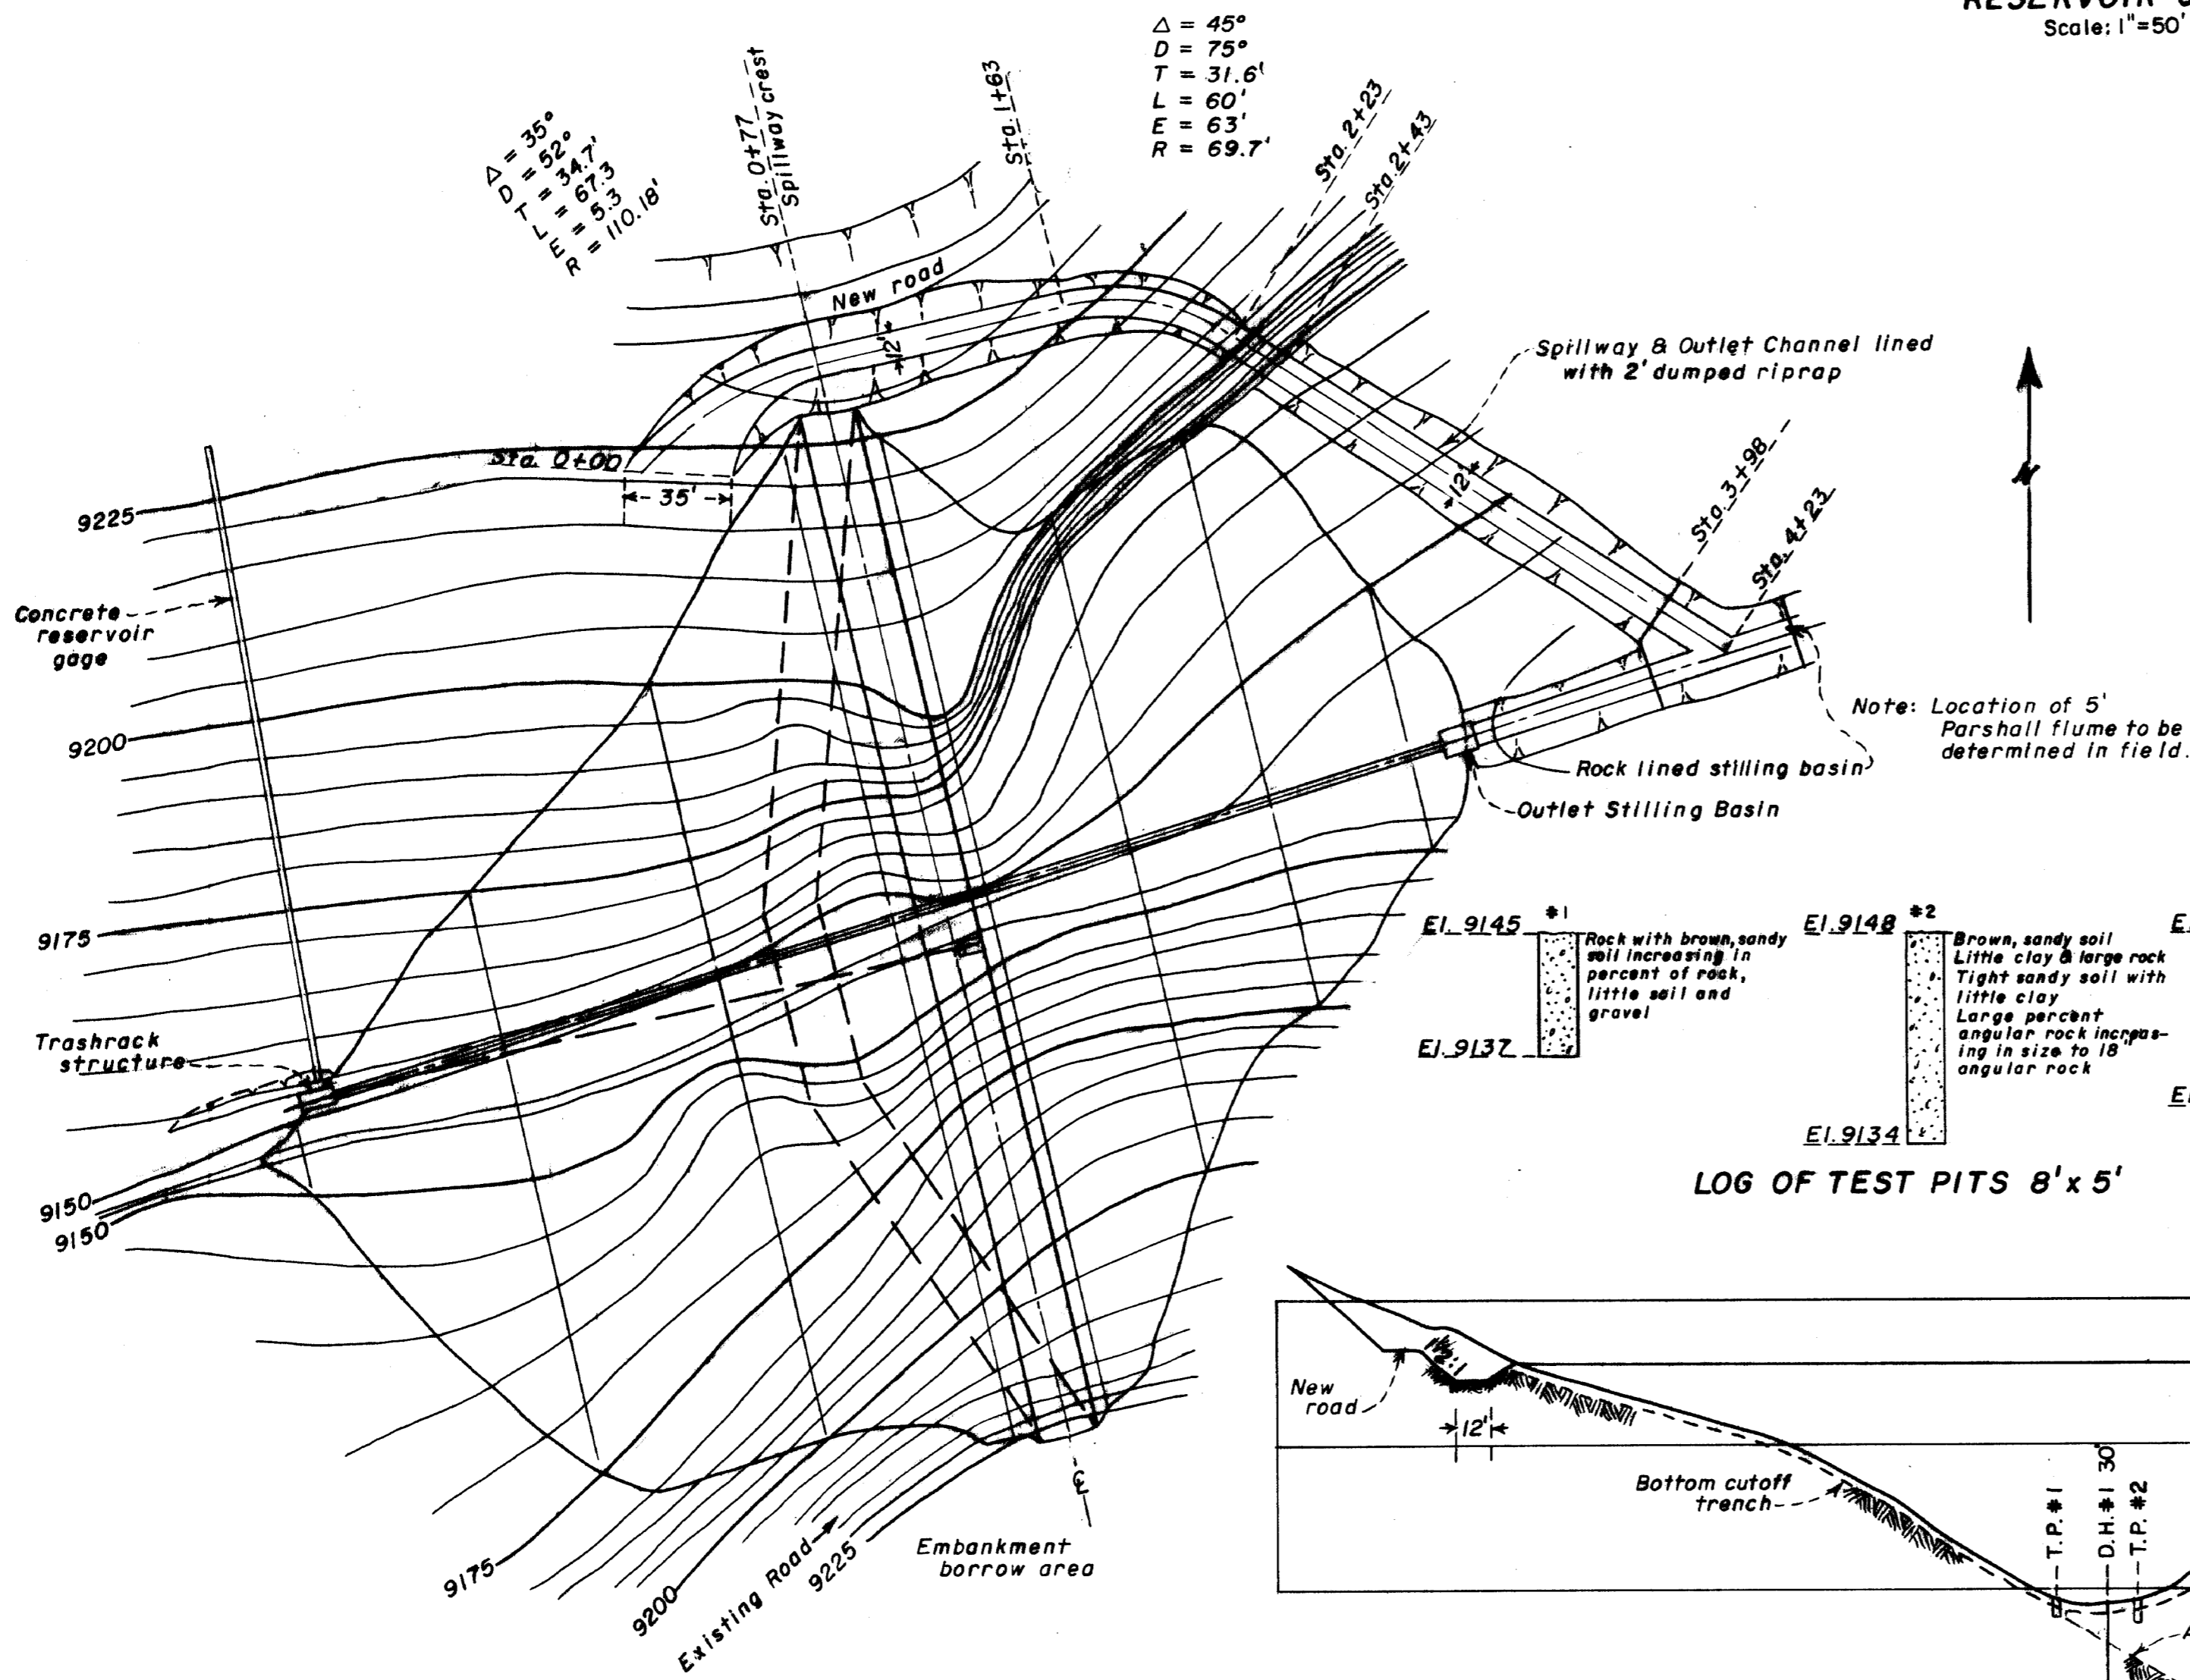 RESERVOIR
Scale: 1"=50'
Δ = 45°
D = 75°
T = 31.6'
L = 60'
E = 63'
R = 69.7'
Δ = 35°
D = 52°
T = 34.7'
L = 67.3
E = 5.3
R = 110.18'
Sta. 0+77
Spillway crest
Sta. 1+63
Sta. 2+23
Sta. 2+43
New road
12'
Spillway & Outlet Channel lined
with 2' dumped riprap
Sta. 0+00
35'
12'
Sta. 3+98
Sta. 4+23
9225
Concrete
reservoir
gage
9200
Note: Location of 5'
Parshall flume to be
determined in field.
Rock lined stilling basin
Outlet Stilling Basin
9175
El. 9145
#1
Rock with brown, sandy
soil increasing in
percent of rock,
little soil and
gravel
El. 9137
El. 9148
#2
Brown, sandy soil
Little clay & large rock
Tight sandy soil with
little clay
Large percent
angular rock increas-
ing in size to 18"
angular rock
El. 9134
LOG OF TEST PITS 8'x 5'
Trashrack
structure
9150
9150
New
road
1½:1
12'
Bottom cutoff
trench
T.P. #1
D.H. #1 30'
T.P. #2
℄
Embankment
borrow area
9175
9200
Existing Road
9225